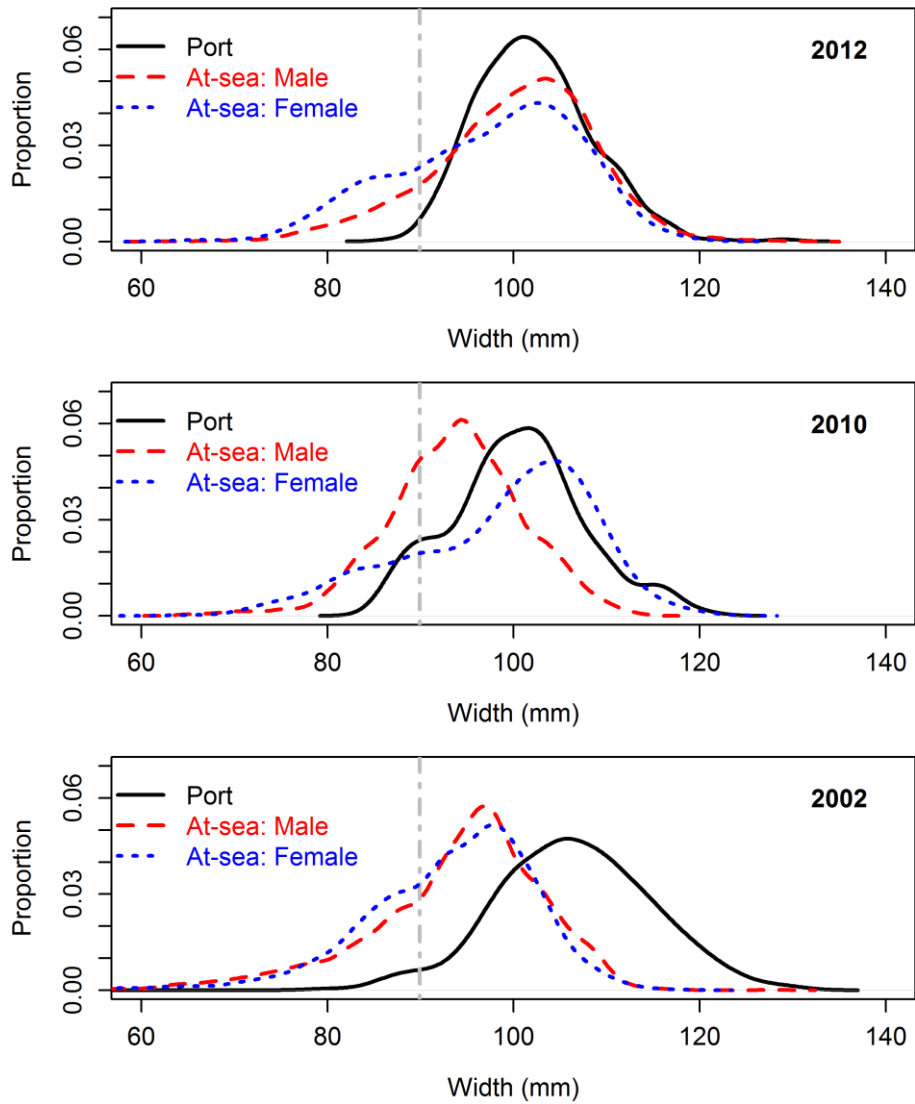 Proportion
0.00 0.03 0.06
Port
At-sea: Male
At-sea: Female
2012
60 80 100 120 140
Width (mm)
Proportion
0.00 0.03 0.06
Port
At-sea: Male
At-sea: Female
2010
60 80 100 120 140
Width (mm)
Proportion
0.00 0.03 0.06
Port
At-sea: Male
At-sea: Female
2002
60 80 100 120 140
Width (mm)